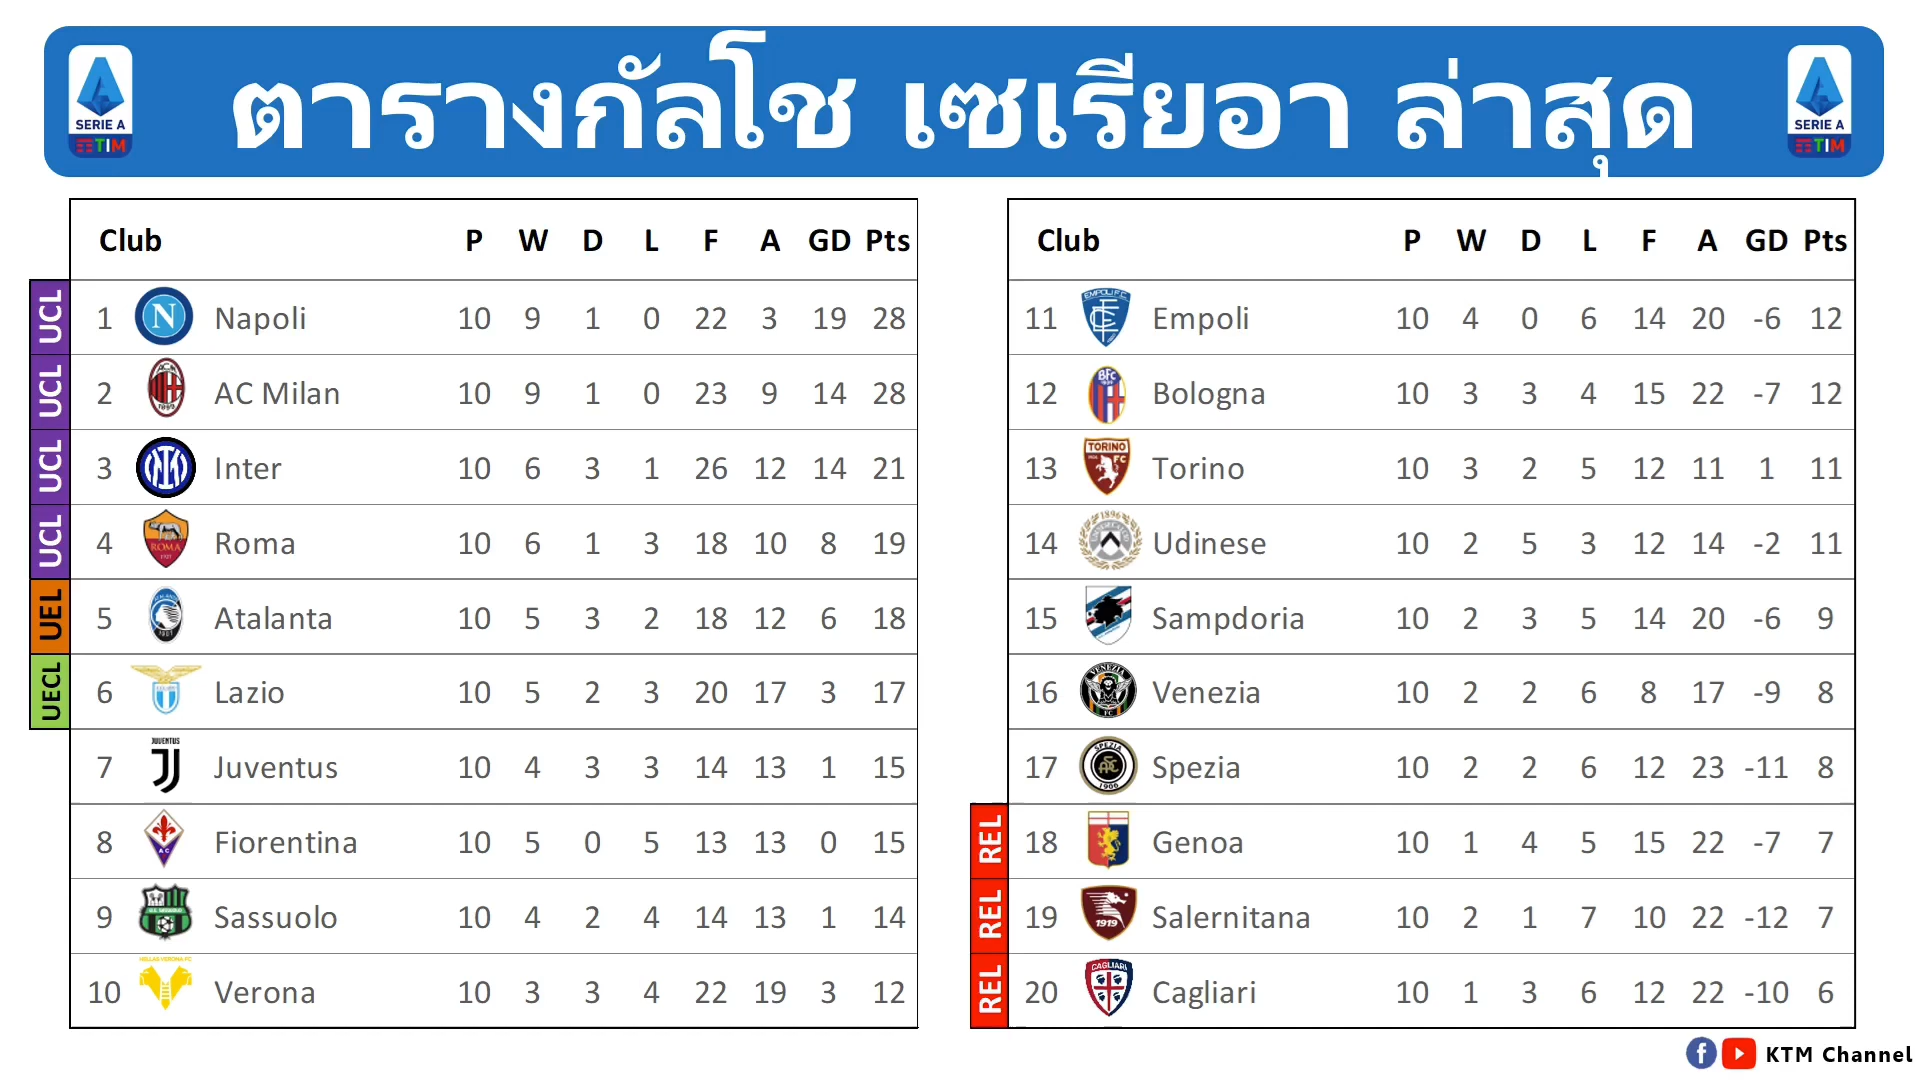 ตารางกัลโช เซเรียอา ล่าสุด
SERIE A
TIM
SERIE A
TIM
Club P W D L F A GD Pts
UCL 1 Napoli 10 9 1 0 22 3 19 28
UCL 2 AC Milan 10 9 1 0 23 9 14 28
UCL 3 Inter 10 6 3 1 26 12 14 21
UCL 4 Roma 10 6 1 3 18 10 8 19
UEL 5 Atalanta 10 5 3 2 18 12 6 18
UECL 6 Lazio 10 5 2 3 20 17 3 17
7 Juventus 10 4 3 3 14 13 1 15
8 Fiorentina 10 5 0 5 13 13 0 15
9 Sassuolo 10 4 2 4 14 13 1 14
10 Verona 10 3 3 4 22 19 3 12
Club P W D L F A GD Pts
11 Empoli 10 4 0 6 14 20 -6 12
12 Bologna 10 3 3 4 15 22 -7 12
13 Torino 10 3 2 5 12 11 1 11
14 Udinese 10 2 5 3 12 14 -2 11
15 Sampdoria 10 2 3 5 14 20 -6 9
16 Venezia 10 2 2 6 8 17 -9 8
17 Spezia 10 2 2 6 12 23 -11 8
REL 18 Genoa 10 1 4 5 15 22 -7 7
REL 19 Salernitana 10 2 1 7 10 22 -12 7
REL 20 Cagliari 10 1 3 6 12 22 -10 6
KTM Channel